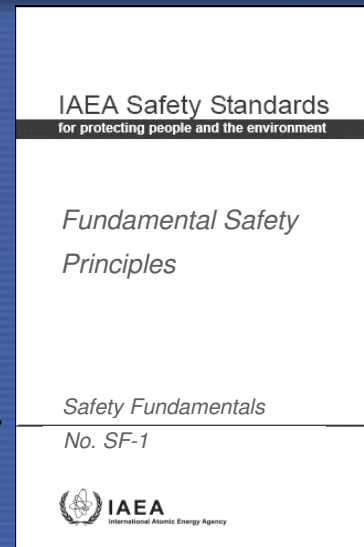 IAEA Safety Standards
for protecting people and the environment
Fundamental Safety
Principles
Safety Fundamentals
No. SF-1
IAEA
International Atomic Energy Agency